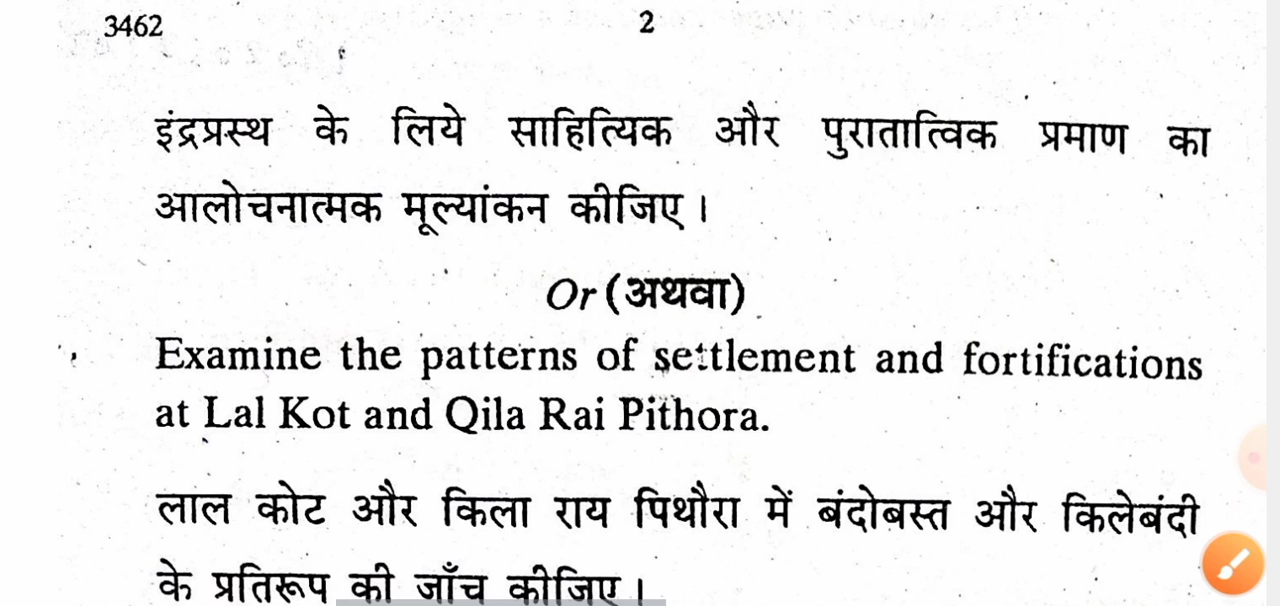 3462 2
इंद्रप्रस्थ के लिये साहित्यिक और पुरातात्विक प्रमाण का
आलोचनात्मक मूल्यांकन कीजिए।
Or (अथवा)
Examine the patterns of settlement and fortifications
at Lal Kot and Qila Rai Pithora.
लाल कोट और किला राय पिथौरा में बंदोबस्त और किलेबंदी
के प्रतिरूप की जाँच कीजिए।